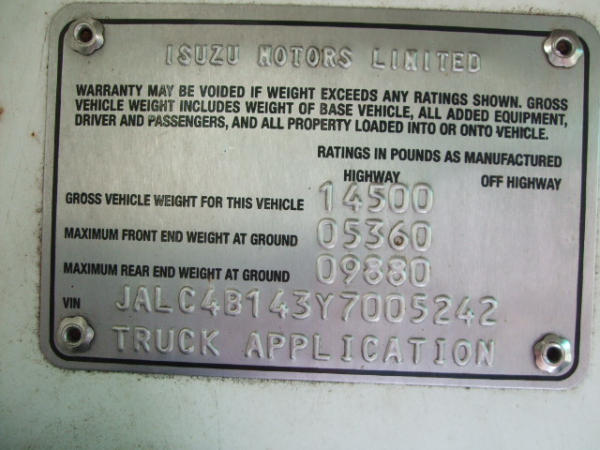 ISUZU MOTORS LIMITED
WARRANTY MAY BE VOIDED IF WEIGHT EXCEEDS ANY RATINGS SHOWN. GROSS
VEHICLE WEIGHT INCLUDES WEIGHT OF BASE VEHICLE, ALL ADDED EQUIPMENT,
DRIVER AND PASSENGERS, AND ALL PROPERTY LOADED INTO OR ONTO VEHICLE.
RATINGS IN POUNDS AS MANUFACTURED
HIGHWAY OFF HIGHWAY
GROSS VEHICLE WEIGHT FOR THIS VEHICLE 14500
MAXIMUM FRONT END WEIGHT AT GROUND 05360
MAXIMUM REAR END WEIGHT AT GROUND 09880
VIN JALC4B143Y7005242
TRUCK APPLICATION